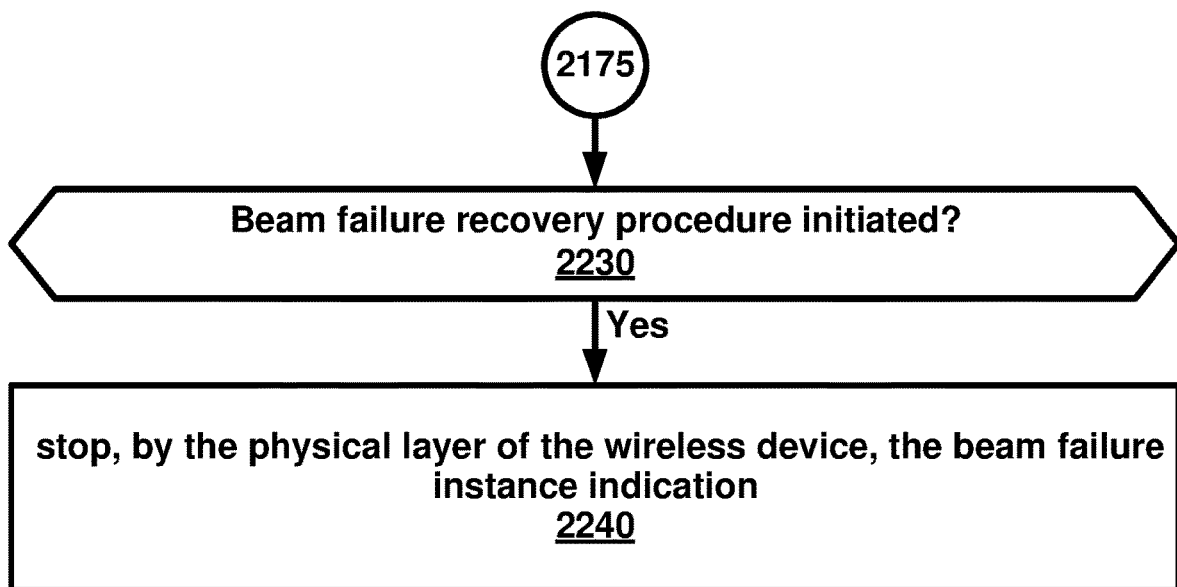 2175
Beam failure recovery procedure initiated?
2230
Yes
stop, by the physical layer of the wireless device, the beam failure
instance indication
2240